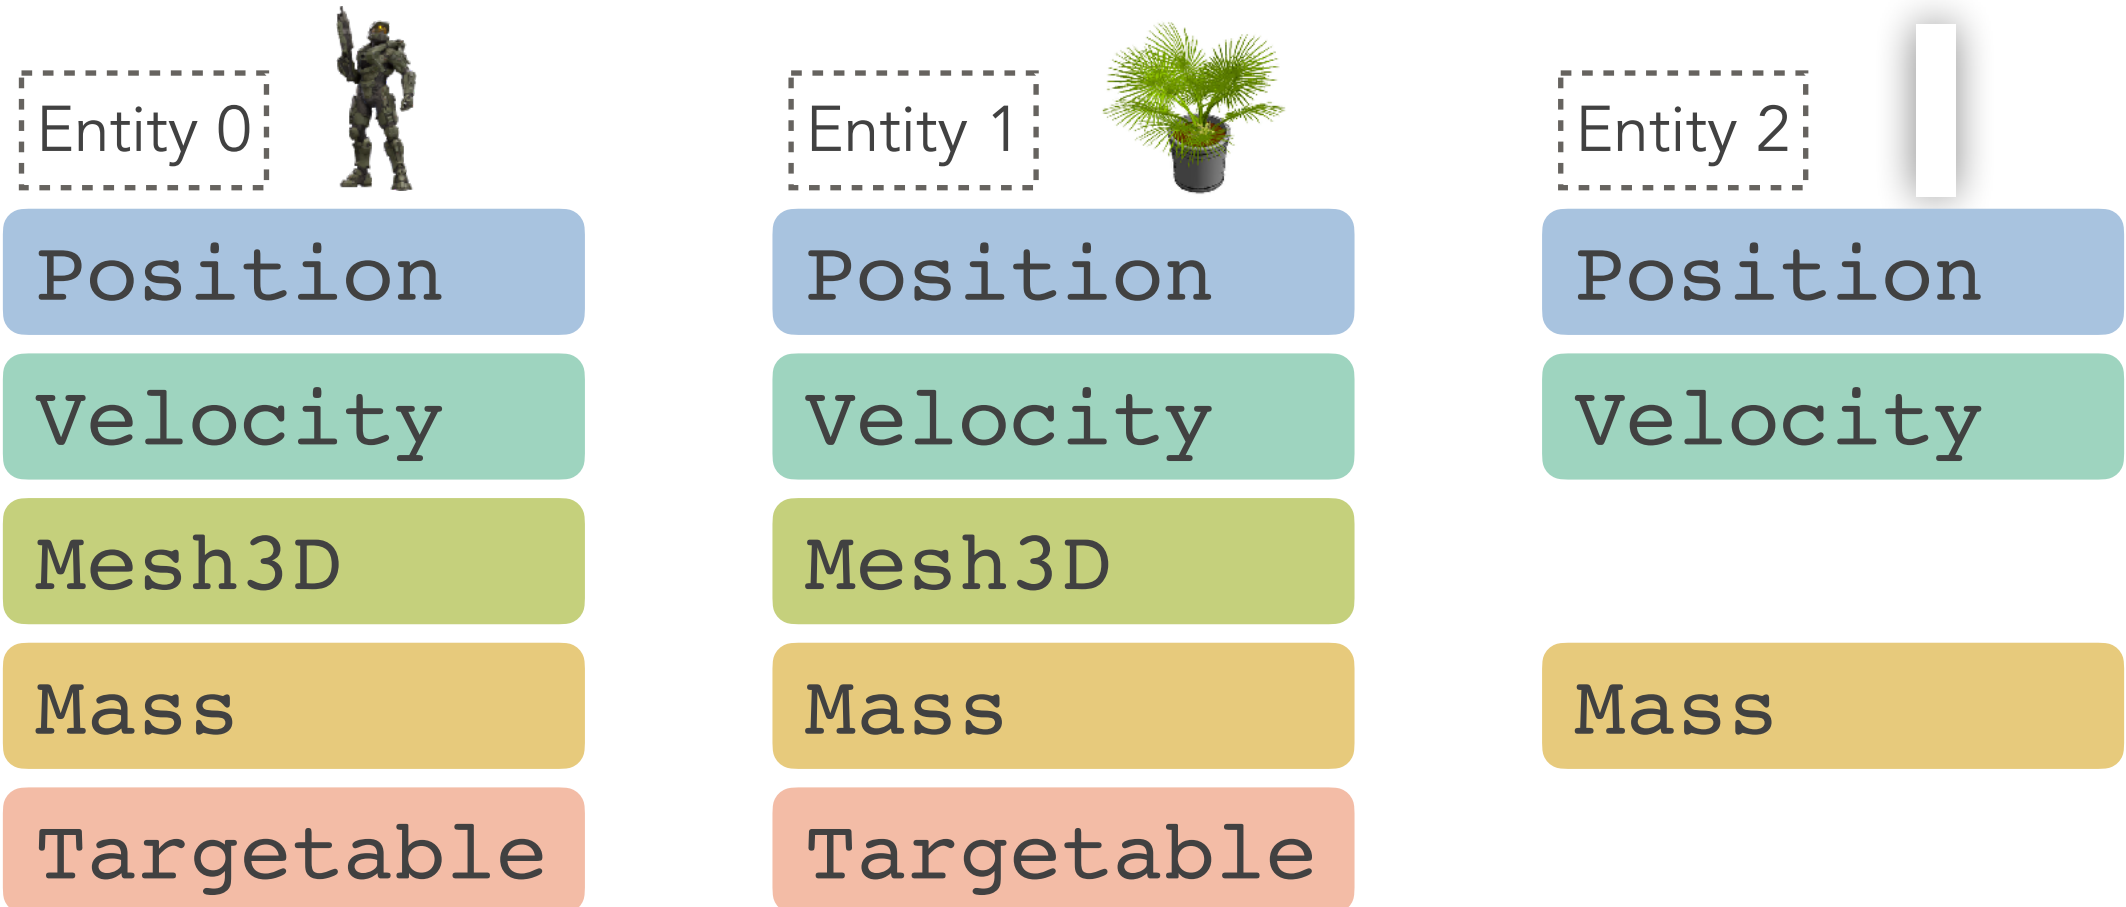 Entity 0
Position
Velocity
Mesh3D
Mass
Targetable
Entity 1
Position
Velocity
Mesh3D
Mass
Targetable
Entity 2
Position
Velocity
Mass